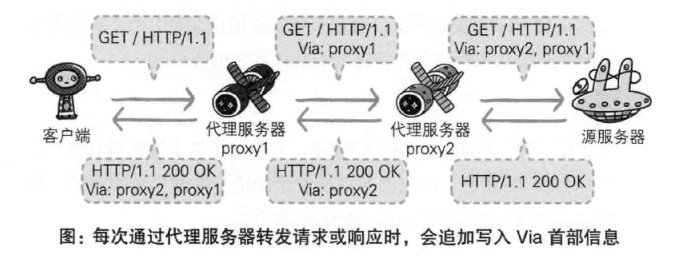 GET / HTTP/1.1
GET / HTTP/1.1
Via: proxy1
GET / HTTP/1.1
Via: proxy2, proxy1
客户端
代理服务器
proxy1
代理服务器
proxy2
源服务器
HTTP/1.1 200 OK
Via: proxy2, proxy1
HTTP/1.1 200 OK
Via: proxy2
HTTP/1.1 200 OK
图：每次通过代理服务器转发请求或响应时，会追加写入 Via 首部信息